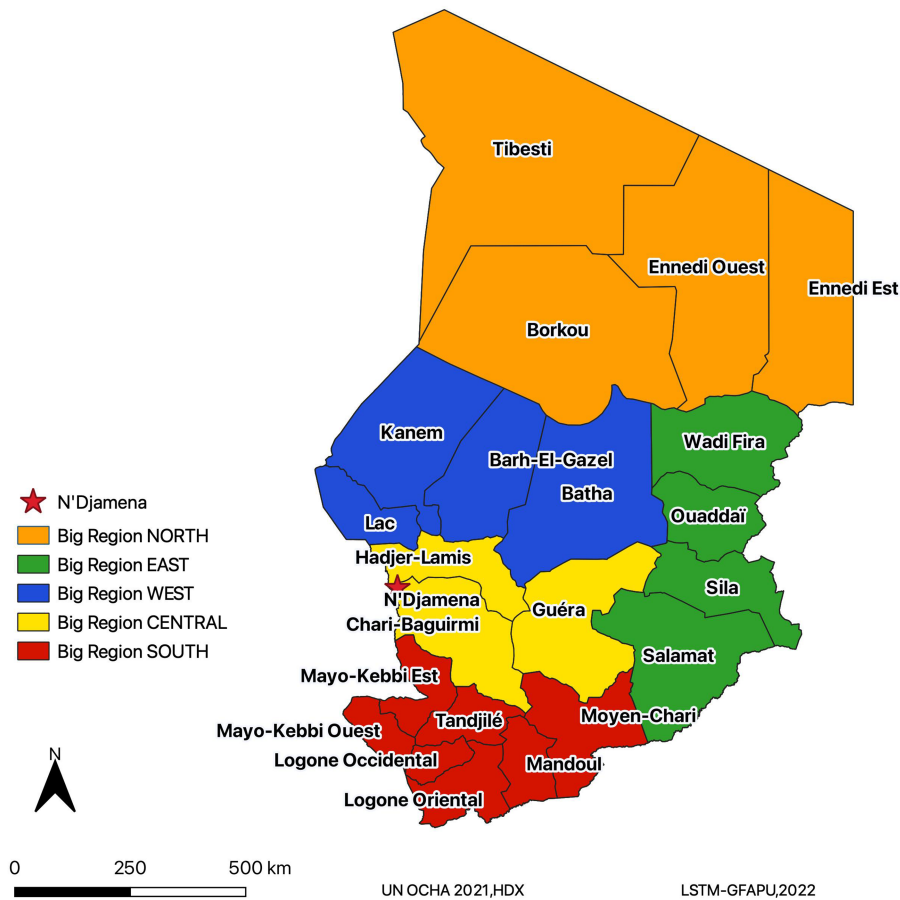 Tibesti
Ennedi Ouest
Ennedi Est
Borkou
Kanem
Wadi Fira
Barh-El-Gazel
Batha
Ouaddaï
Lac
Hadjer-Lamis
Sila
N'Djamena
Guéra
Chari-Baguirmi
Salamat
Mayo-Kebbi Est
Moyen-Chari
Tandjilé
Mayo-Kebbi Ouest
Logone Occidental
Mandoul
Logone Oriental
N'Djamena
Big Region NORTH
Big Region EAST
Big Region WEST
Big Region CENTRAL
Big Region SOUTH
N
0 250 500 km
UN OCHA 2021,HDX
LSTM-GFAPU,2022